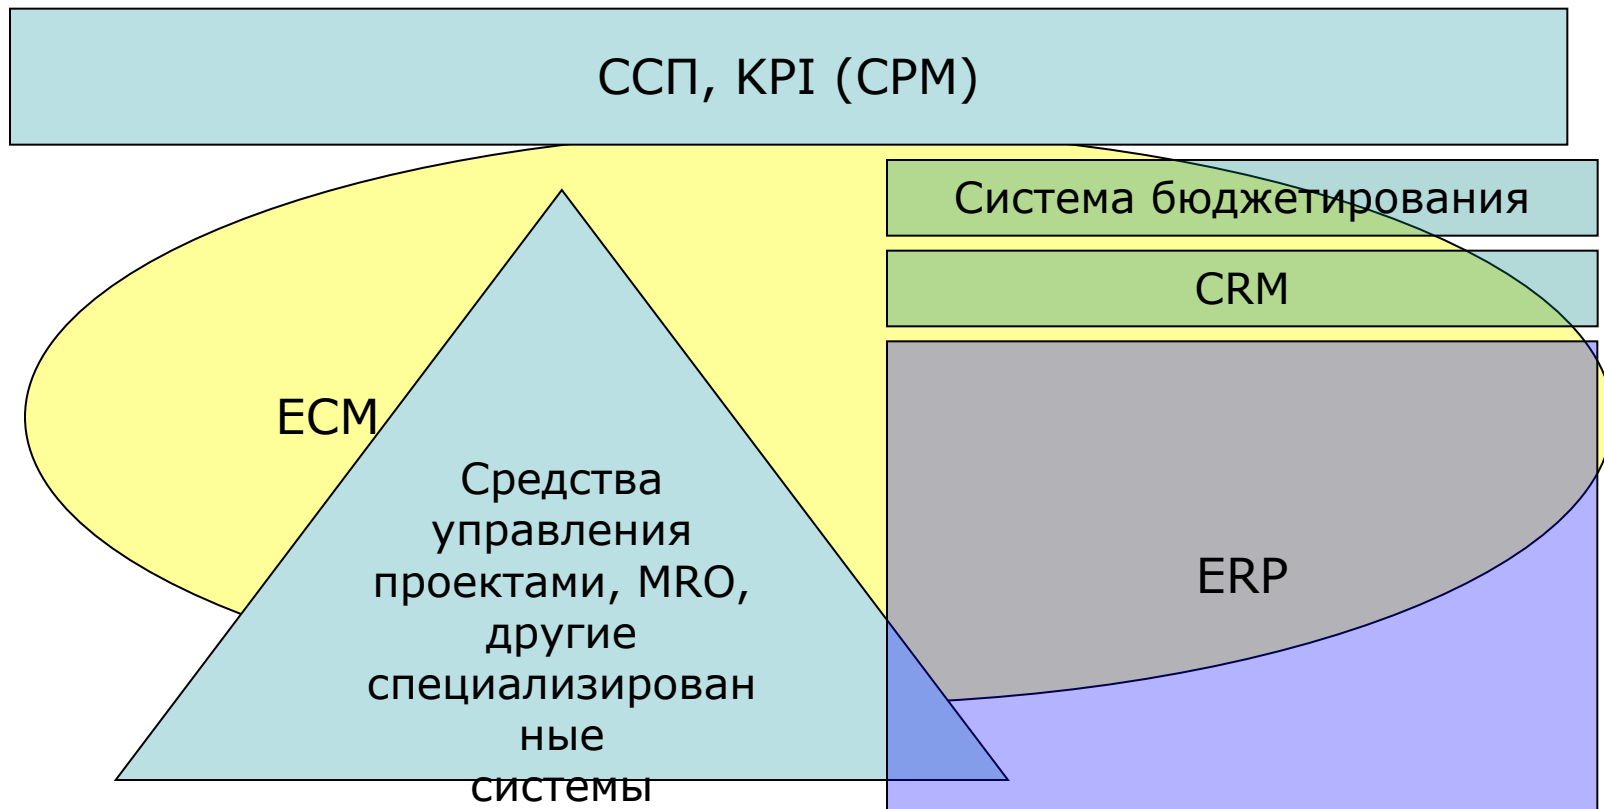 ССП, KPI (CPM)
Система бюджетирования
CRM
ECM
Средства
управления
проектами, MRO,
другие
специализирован
ные
системы
ERP